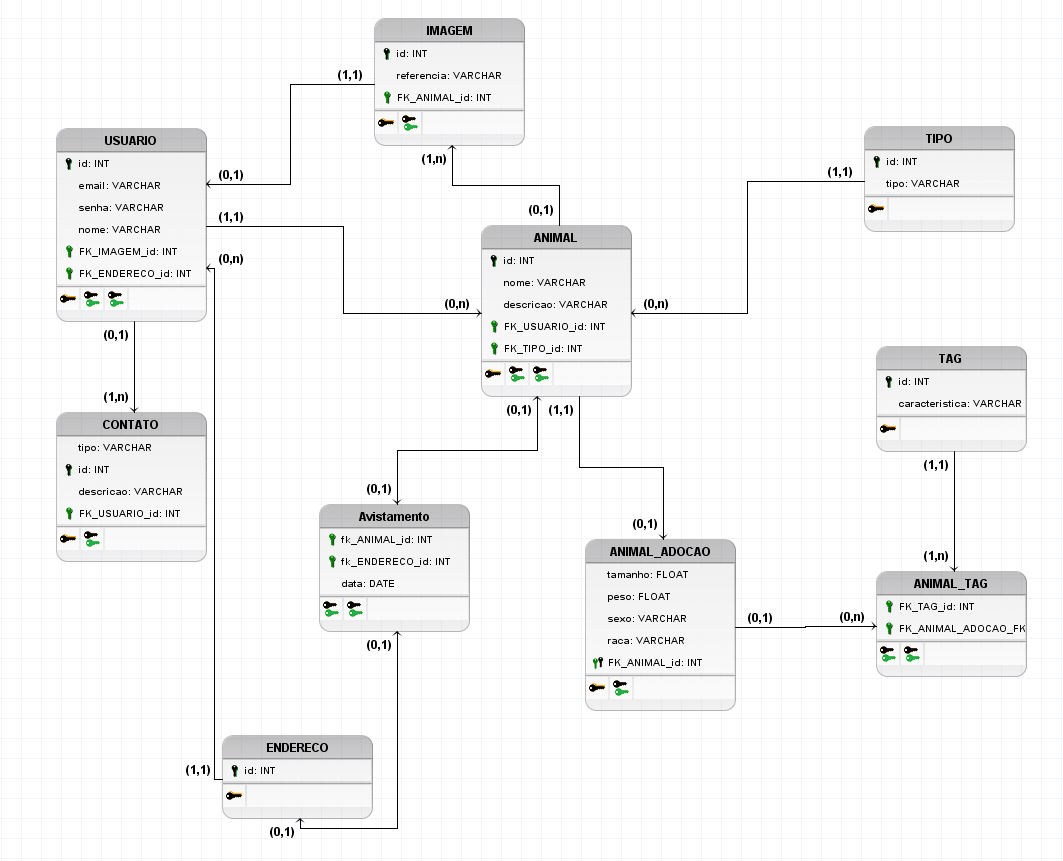 IMAGEM
id: INT
referencia: VARCHAR
FK_ANIMAL_id: INT
(1,1)
(0,1)
(1,n)
(0,1)
USUARIO
id: INT
email: VARCHAR
senha: VARCHAR
nome: VARCHAR
FK_IMAGEM_id: INT
FK_ENDERECO_id: INT
(1,1)
(0,n)
(0,n)
(0,1)
(1,n)
TIPO
id: INT
tipo: VARCHAR
(1,1)
(0,n)
ANIMAL
id: INT
nome: VARCHAR
descricao: VARCHAR
FK_USUARIO_id: INT
FK_TIPO_id: INT
(0,1)
(1,1)
(0,1)
(0,1)
TAG
id: INT
caracteristica: VARCHAR
(1,1)
(1,n)
CONTATO
tipo: VARCHAR
id: INT
descricao: VARCHAR
FK_USUARIO_id: INT
Avistamento
fk_ANIMAL_id: INT
fk_ENDERECO_id: INT
data: DATE
(0,1)
ANIMAL_ADOCAO
tamanho: FLOAT
peso: FLOAT
sexo: VARCHAR
raca: VARCHAR
FK_ANIMAL_id: INT
(0,1)
(0,n)
ANIMAL_TAG
FK_TAG_id: INT
FK_ANIMAL_ADOCAO_FK
ENDERECO
id: INT
(1,1)
(0,1)